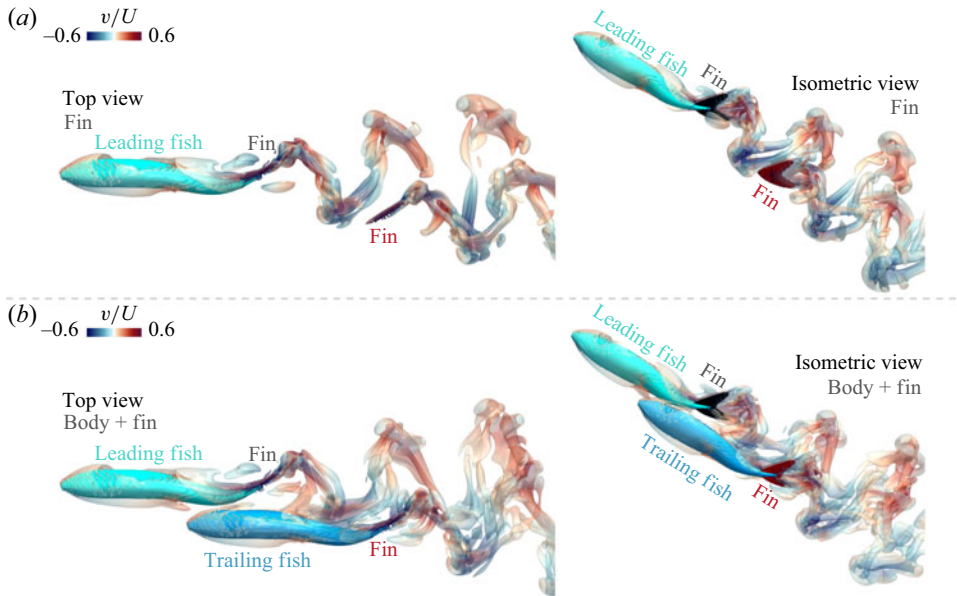 (a)
v/U
–0.6 0.6
Top view
Fin
Leading fish
Fin
Fin
Leading fish
Fin
Isometric view
Fin
Fin
(b)
v/U
–0.6 0.6
Top view
Body + fin
Leading fish
Fin
Trailing fish
Fin
Leading fish
Fin
Isometric view
Body + fin
Trailing fish
Fin